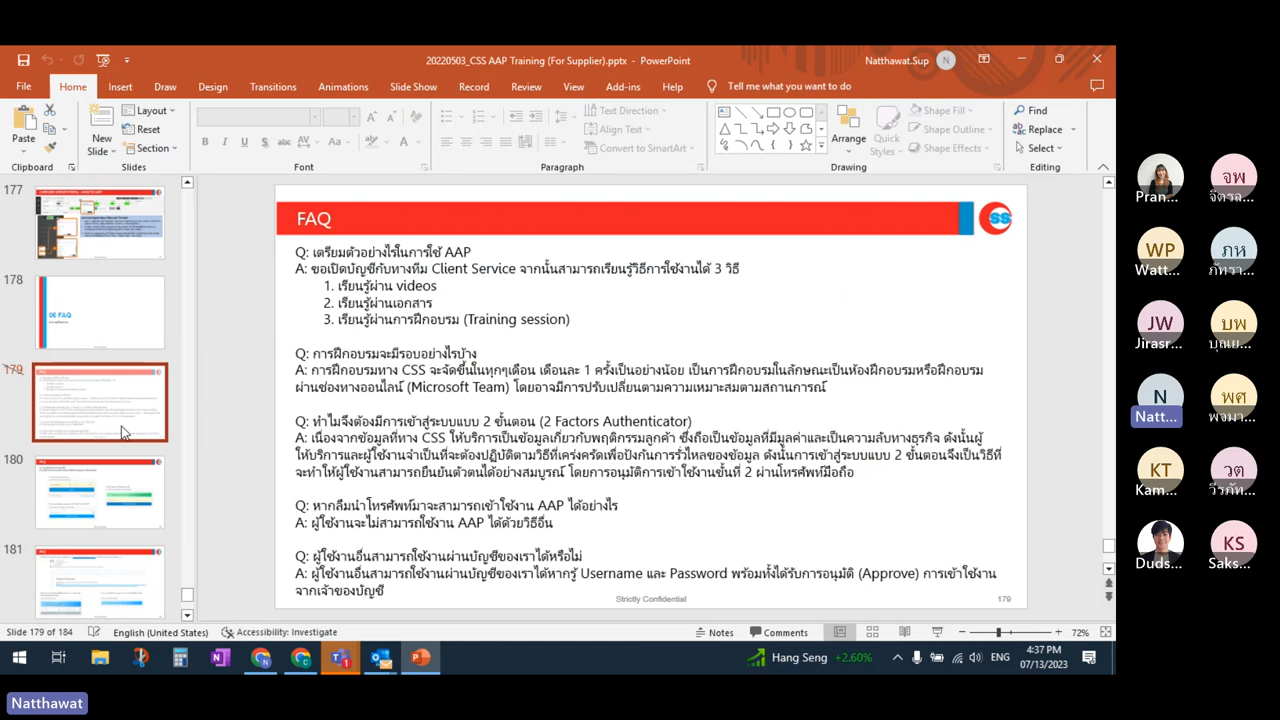 20220503_CSS AAP Training (For Supplier).pptx - PowerPoint
Natthawat.Sup
N
File
Home
Insert
Draw
Design
Transitions
Animations
Slide Show
Record
Review
View
Add-ins
Help
Tell me what you want to do
Paste
New Slide
Layout
Reset
Section
Text Direction
Align Text
Convert to SmartArt
Arrange
Quick Styles
Shape Fill
Shape Outline
Shape Effects
Find
Replace
Select
Clipboard
Slides
Font
Paragraph
Drawing
Editing
177
178
06 FAQ
179
180
181
FAQ
Q: เตรียมตัวอย่างไรในการใช้ AAP
A: ขอเปิดบัญชีกับทางทีม Client Service จากนั้นสามารถเรียนรู้วิธีการใช้งานได้ 3 วิธี
1. เรียนรู้ผ่าน videos
2. เรียนรู้ผ่านเอกสาร
3. เรียนรู้ผ่านการฝึกอบรม (Training session)
Q: การฝึกอบรมจะมีรอบอย่างไรบ้าง
A: การฝึกอบรมทาง CSS จะจัดขึ้นในทุกๆเดือน เดือนละ 1 ครั้งเป็นอย่างน้อย เป็นการฝึกอบรมในลักษณะเป็นห้องฝึกอบรมหรือฝึกอบรม
ผ่านช่องทางออนไลน์ (Microsoft Team) โดยอาจมีการปรับเปลี่ยนตามความเหมาะสมตามสถานการณ์
Q: ทำไมจึงต้องมีการเข้าสู่ระบบแบบ 2 ขั้นตอน (2 Factors Authenticator)
A: เนื่องจากข้อมูลที่ทาง CSS ให้บริการเป็นข้อมูลเกี่ยวกับพฤติกรรมลูกค้า ซึ่งถือเป็นข้อมูลที่มีมูลค่าและเป็นความลับทางธุรกิจ ดังนั้นผู้
ให้บริการและผู้ใช้งานจำเป็นที่จะต้องปฏิบัติตามวิธีที่เคร่งครัดเพื่อป้องกันการรั่วไหลของข้อมูล ดังนั้นการเข้าสู่ระบบแบบ 2 ขั้นตอนจึงเป็นวิธีที่
จะทำให้ผู้ใช้งานสามารถยืนยันตัวตนได้อย่างสมบูรณ์ โดยการอนุมัติการเข้าใช้งานขั้นที่ 2 ผ่านโทรศัพท์มือถือ
Q: หากลืมนำโทรศัพท์มาจะสามารถเข้าใช้งาน AAP ได้อย่างไร
A: ผู้ใช้งานจะไม่สามารถใช้งาน AAP ได้ด้วยวิธีอื่น
Q: ผู้ใช้งานอื่นสามารถใช้งานผ่านบัญชีของเราได้หรือไม่
A: ผู้ใช้งานอื่นสามารถใช้งานผ่านบัญชีของเราได้หากรู้ Username และ Password พร้อมทั้งได้รับการอนุมัติ (Approve) การเข้าใช้งาน
จากเจ้าของบัญชี
Strictly Confidential
179
Slide 179 of 184
English (United States)
Accessibility: Investigate
Notes
Comments
72%
Hang Seng +2.60%
ENG
4:37 PM
07/13/2023
Natthawat
Pran...
จพ
จิตรล...
WP
Watt...
ภห
ภัทรา...
JW
Jirasr...
บพ
บุณย...
N
Natt...
พศ
พจมา...
KT
Kam...
วต
วีรภัท...
Duds...
KS
Saks...